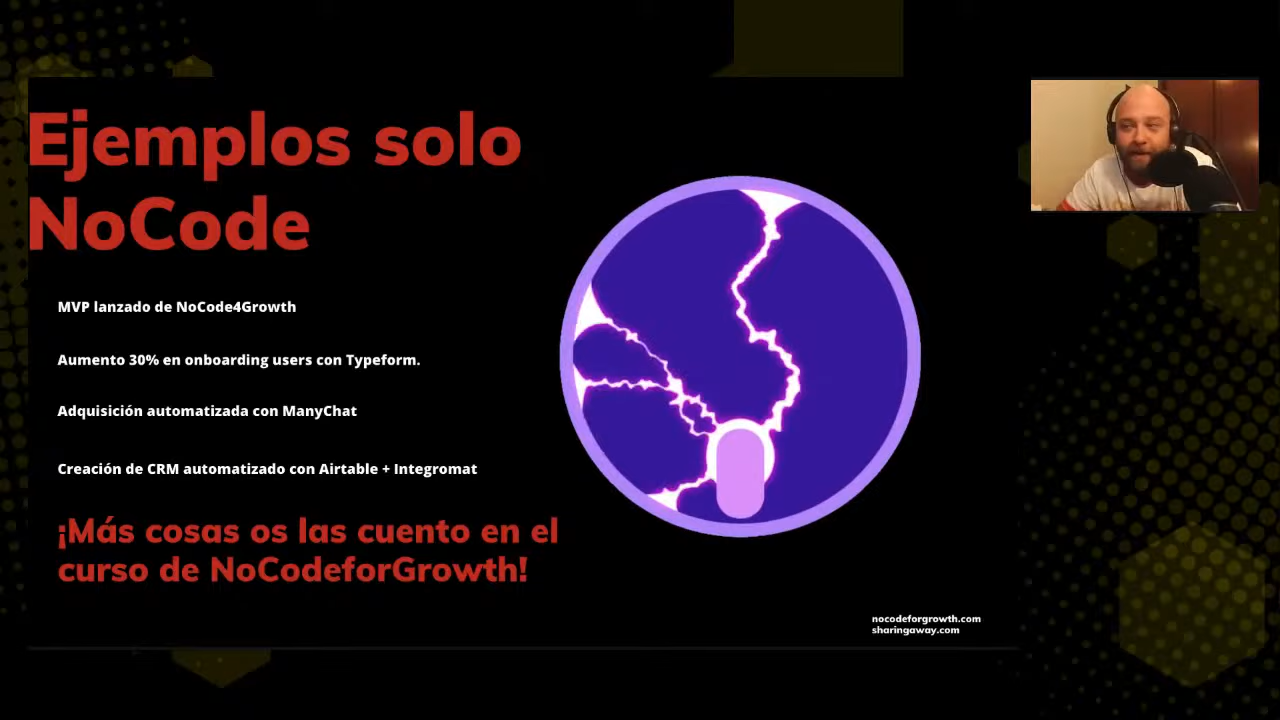 Ejemplos solo
NoCode
MVP lanzado de NoCode4Growth
Aumento 30% en onboarding users con Typeform.
Adquisición automatizada con ManyChat
Creación de CRM automatizado con Airtable + Integromat
¡Más cosas os las cuento en el
curso de NoCodeforGrowth!
nocodeforgrowth.com
sharingaway.com